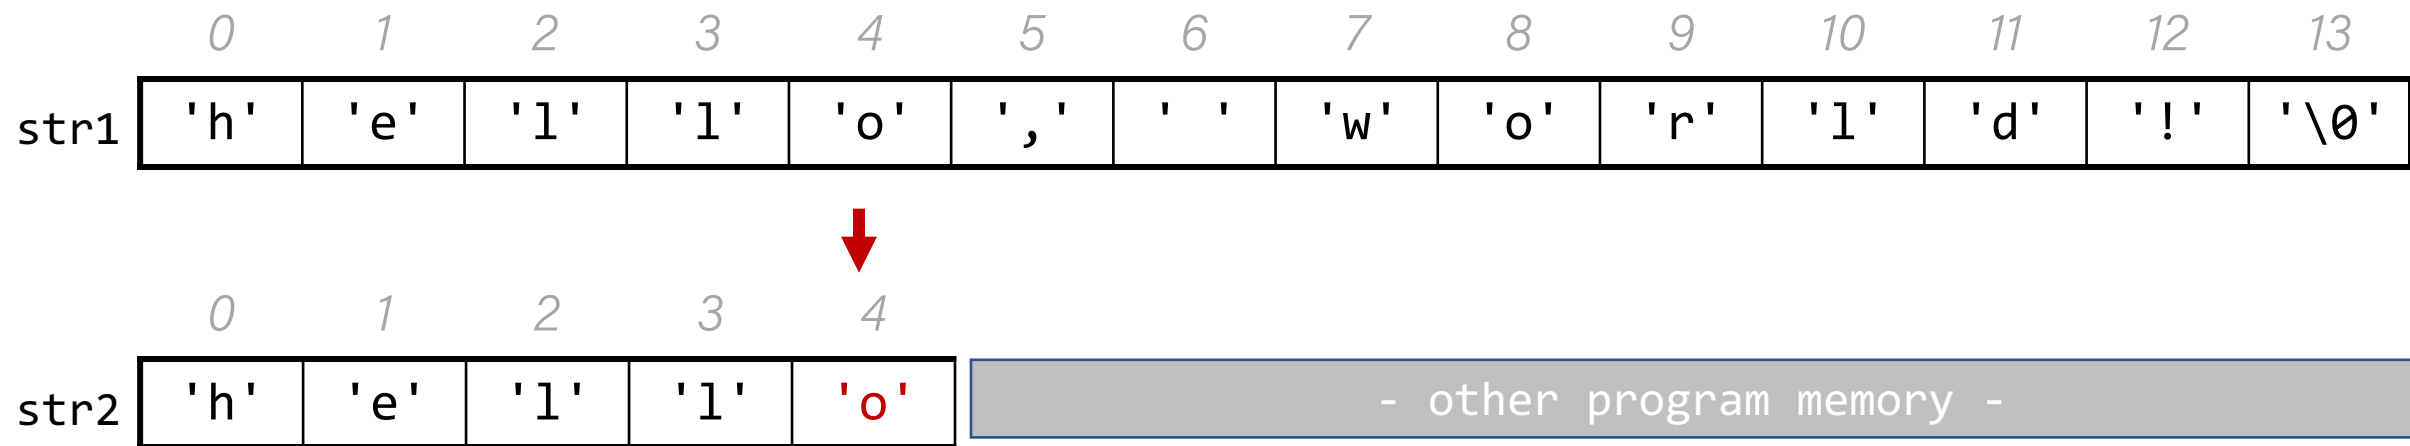 0 1 2 3 4 5 6 7 8 9 10 11 12 13
str1 'h' 'e' 'l' 'l' 'o' ',' ' ' 'w' 'o' 'r' 'l' 'd' '!' '\0'
0 1 2 3 4
str2 'h' 'e' 'l' 'l' 'o' - other program memory -